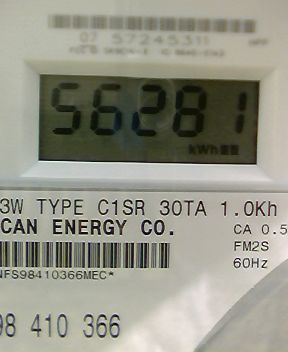 07 57245311
56281
kWh
3W TYPE C1SR 30TA 1.0Kh
CAN ENERGY CO.
CA 0.5
FM2S
60Hz
NFS98410366MEC*
98 410 366